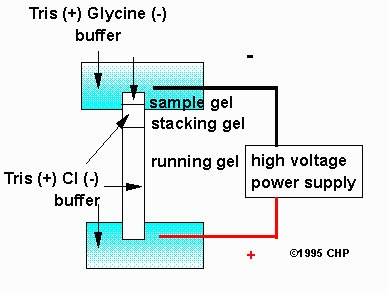 Tris (+) Glycine (-)
buffer
-
sample gel
stacking gel
running gel
high voltage
power supply
Tris (+) Cl (-)
buffer
+
©1995 CHP